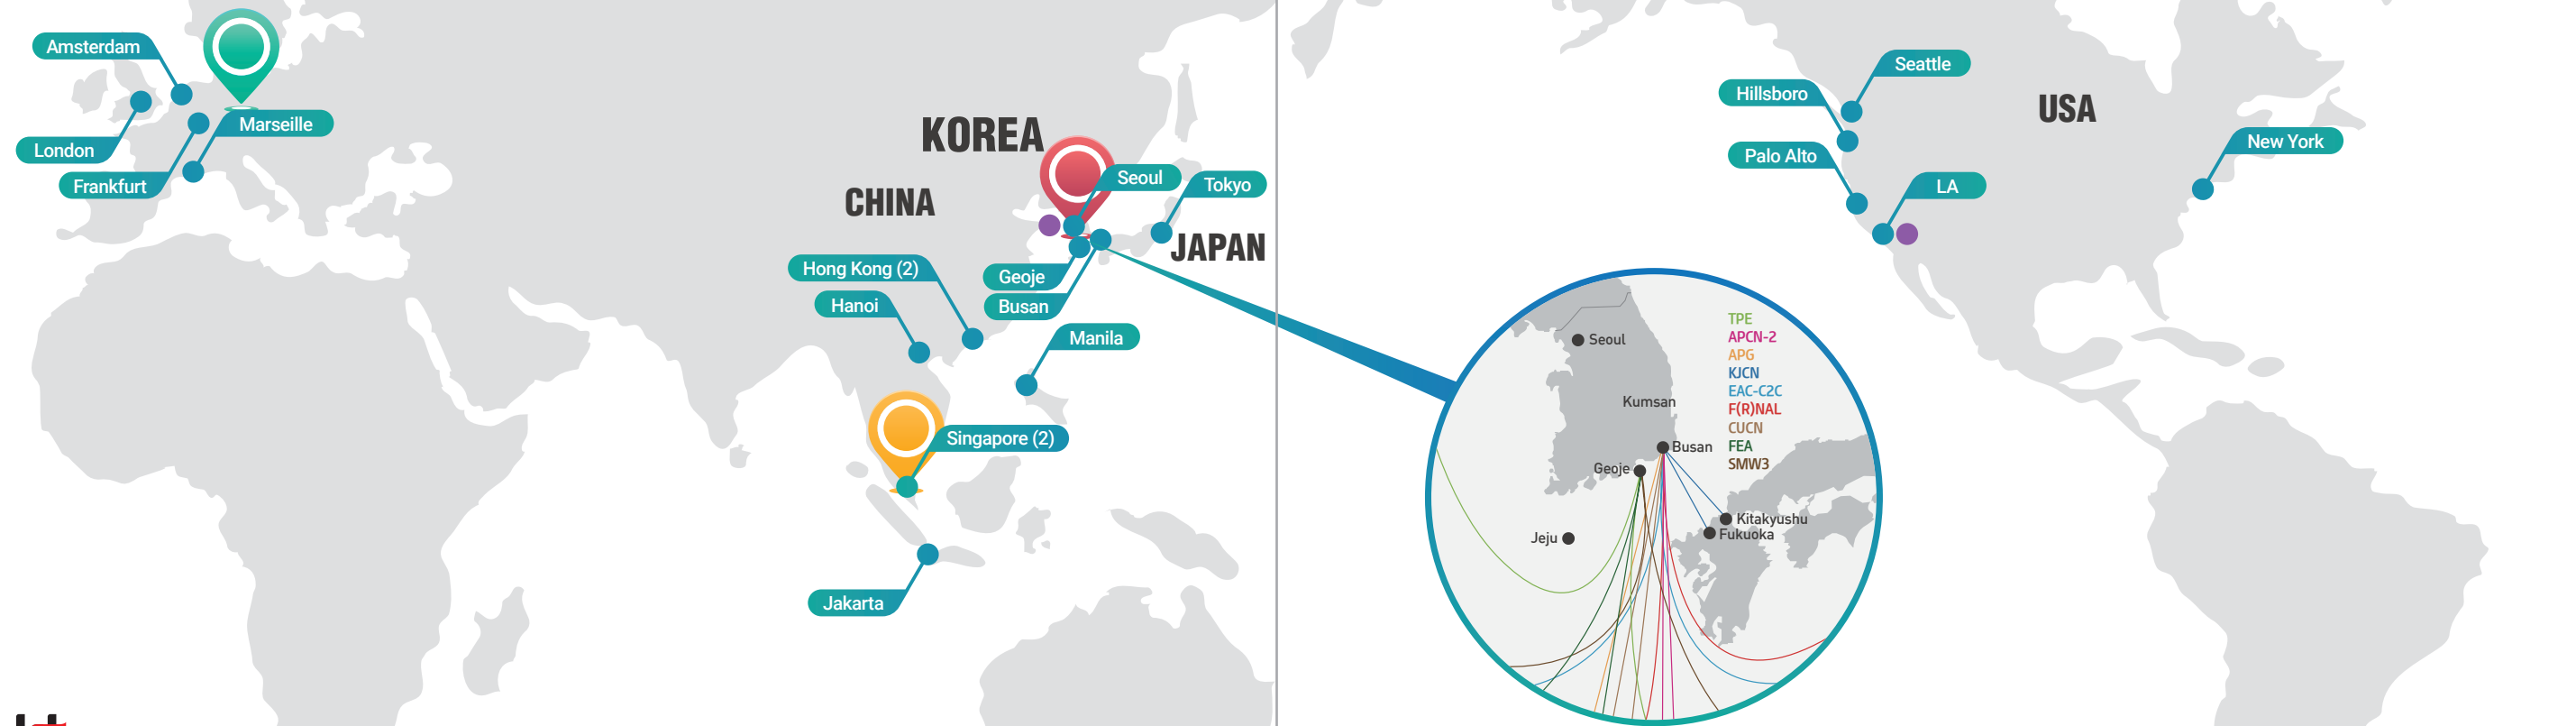 Amsterdam
London
Frankfurt
Marseille
KOREA
CHINA
Seoul
Tokyo
JAPAN
Hong Kong (2)
Hanoi
Geoje
Busan
Manila
Singapore (2)
Jakarta
Seattle
Hillsboro
Palo Alto
LA
USA
New York
Seoul
Kumsan
Busan
Geoje
Jeju
Kitakyushu
Fukuoka
TPE
APCN-2
APG
KJCN
EAC-C2C
F(R)NAL
CUCN
FEA
SMW3